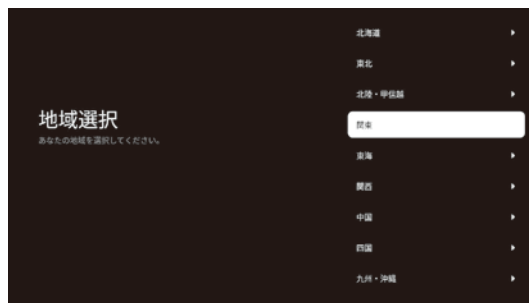 地域選択
あなたの地域を選択してください。
北海道
東北
北陸・甲信越
関東
東海
関西
中国
四国
九州・沖縄